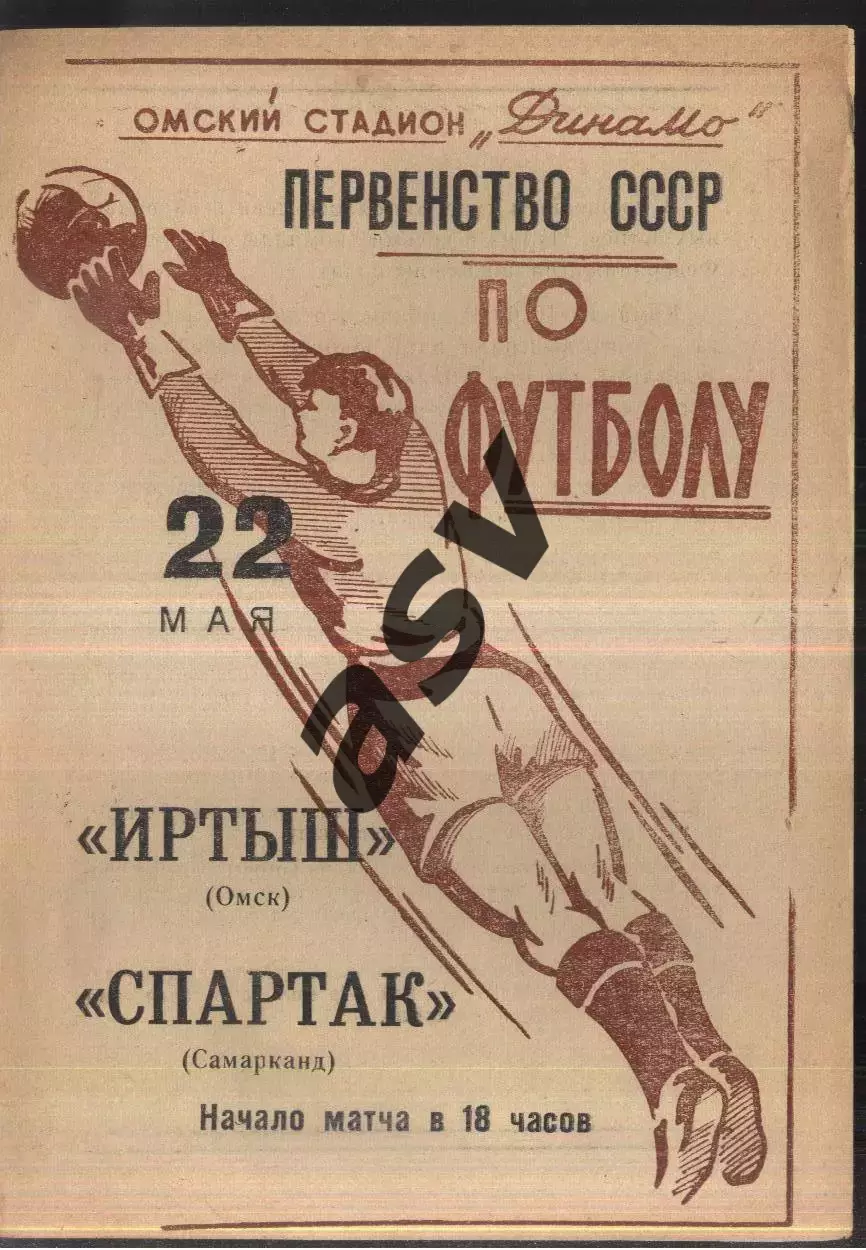 ОМСКИЙ СТАДИОН „Динамо“
ПЕРВЕНСТВО СССР
ПО
ФУТБОЛУ
22
МАЯ
asv
«ИРТЫШ»
(Омск)
«СПАРТАК»
(Самарканд)
Начало матча в 18 часов